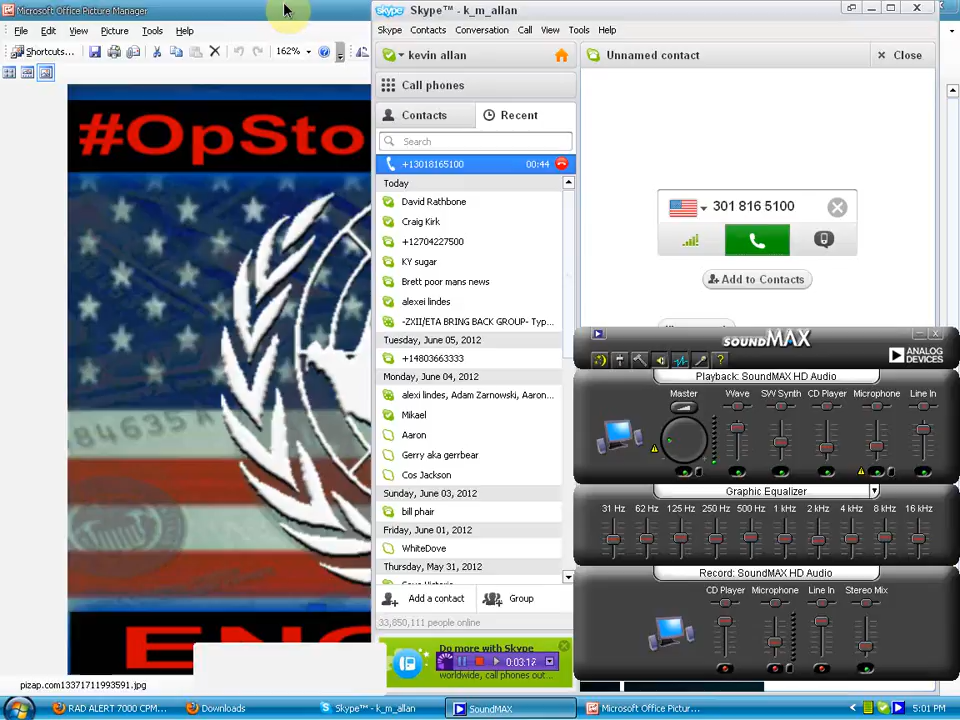 Microsoft Office Picture Manager
File Edit View Picture Tools Help
Shortcuts...
162%
#OpSto
84635 A
ENG
pizap.com13371711993591.jpg
skype Skype™ - k_m_allan
Skype Contacts Conversation Call View Tools Help
kevin allan
Call phones
Contacts
Recent
Search
+13018165100 00:44
Today
David Rathbone
Craig Kirk
+12704227500
KY sugar
Brett poor mans news
alexei lindes
-ZXII/ETA BRING BACK GROUP- Typ...
Tuesday, June 05, 2012
+14803663333
Monday, June 04, 2012
alexi lindes, Adam Zarnowski, Aaron...
Mikael
Aaron
Gerry aka gerrbear
Cos Jackson
Sunday, June 03, 2012
bill phair
Friday, June 01, 2012
WhiteDove
Thursday, May 31, 2012
Add a contact
Group
33,850,111 people online
Do more with Skype
0:03:12
worldwide, call phones out...
Unnamed contact
Close
301 816 5100
Add to Contacts
SOUNDMAX
ANALOG DEVICES
Playback: SoundMAX HD Audio
Master Wave SW Synth CD Player Microphone Line In
Graphic Equalizer
31 Hz 62 Hz 125 Hz 250 Hz 500 Hz 1 kHz 2 kHz 4 kHz 8 kHz 16 kHz
Record: SoundMAX HD Audio
CD Player Microphone Line In Stereo Mix
RAD ALERT 7000 CPM...
Downloads
Skype™ - k_m_allan
SoundMAX
Microsoft Office Pictur...
5:01 PM